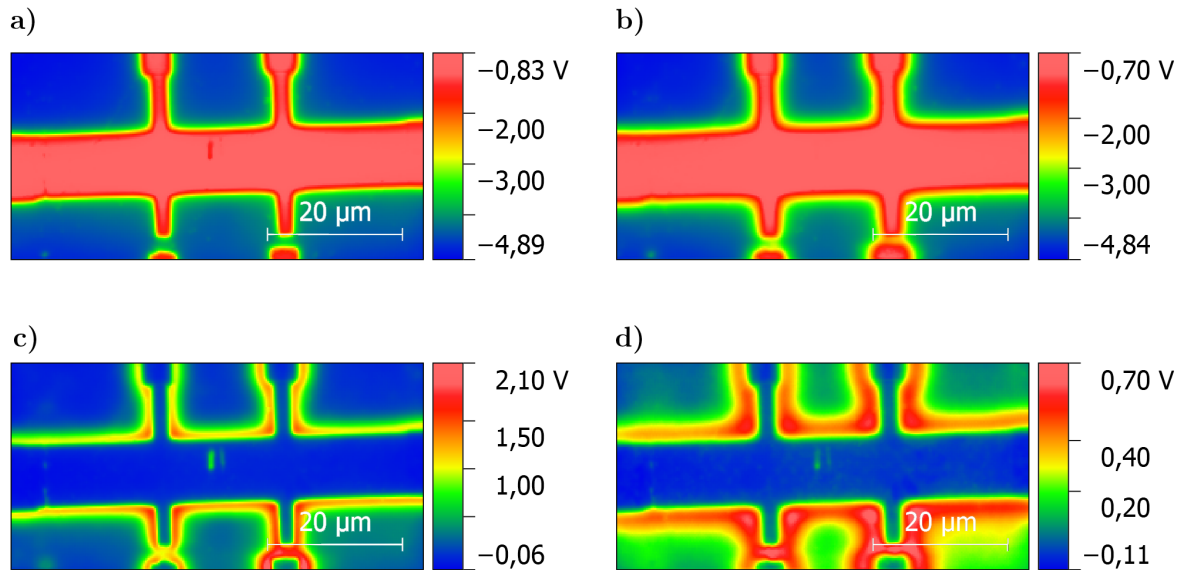 a)
−0,83 V
−2,00
−3,00
−4,89
20 µm
b)
−0,70 V
−2,00
−3,00
−4,84
20 µm
c)
2,10 V
1,50
1,00
−0,06
20 µm
d)
0,70 V
0,40
0,20
−0,11
20 µm